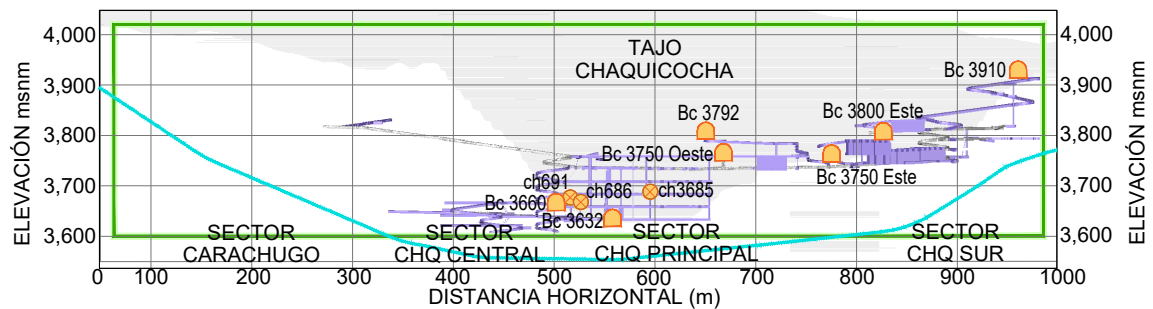 4,000
4,000
TAJO
CHAQUICOCHA
Bc 3910
3,900
3,900
Bc 3792
Bc 3800 Este
3,800
3,800
Bc 3750 Oeste
Bc 3750 Este
3,700
3,700
ch691
ch686
ch3685
Bc 3660
Bc 3632
3,600
3,600
ELEVACIÓN msnm
ELEVACIÓN msnm
SECTOR
CARACHUGO
SECTOR
CHQ CENTRAL
SECTOR
CHQ PRINCIPAL
SECTOR
CHQ SUR
0
100
200
300
400
500
600
700
800
900
1000
DISTANCIA HORIZONTAL (m)